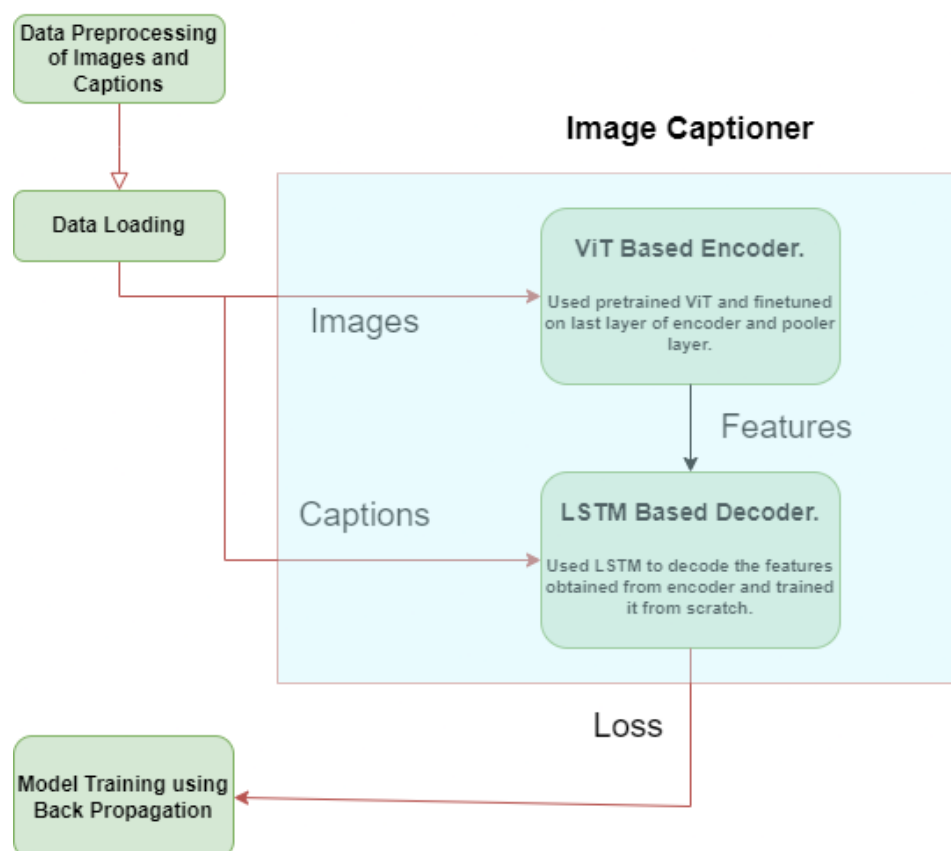 Data Preprocessing
of Images and
Captions
Image Captioner
Data Loading
ViT Based Encoder.
Used pretrained ViT and finetuned
on last layer of encoder and pooler
layer.
Images
Features
Captions
LSTM Based Decoder.
Used LSTM to decode the features
obtained from encoder and trained
it from scratch.
Loss
Model Training using
Back Propagation